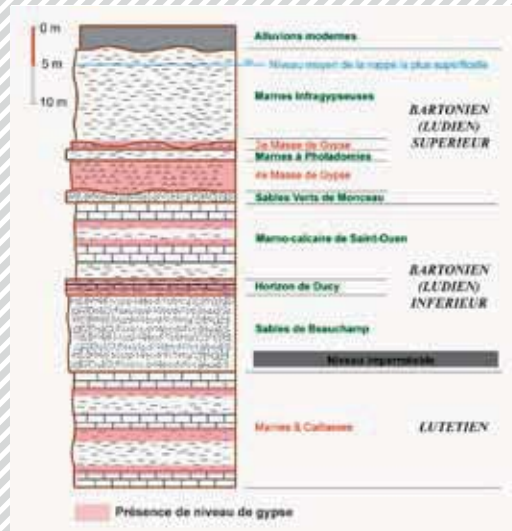 0 m
Alluvions modernes
Niveau moyen de la nappe la plus superficielle
5 m
10 m
Marnes Infragypseuses
BARTONIEN
(LUDIEN)
SUPERIEUR
3e Masse de Gypse
Marnes à Pholadomies
4e Masse de Gypse
Sables Verts de Monceau
Marno-calcaire de Saint-Ouen
BARTONIEN
(LUDIEN)
INFERIEUR
Horizon de Ducy
Sables de Beauchamp
Niveau imperméable
Marnes & Caillasses
LUTETIEN
Présence de niveau de gypse